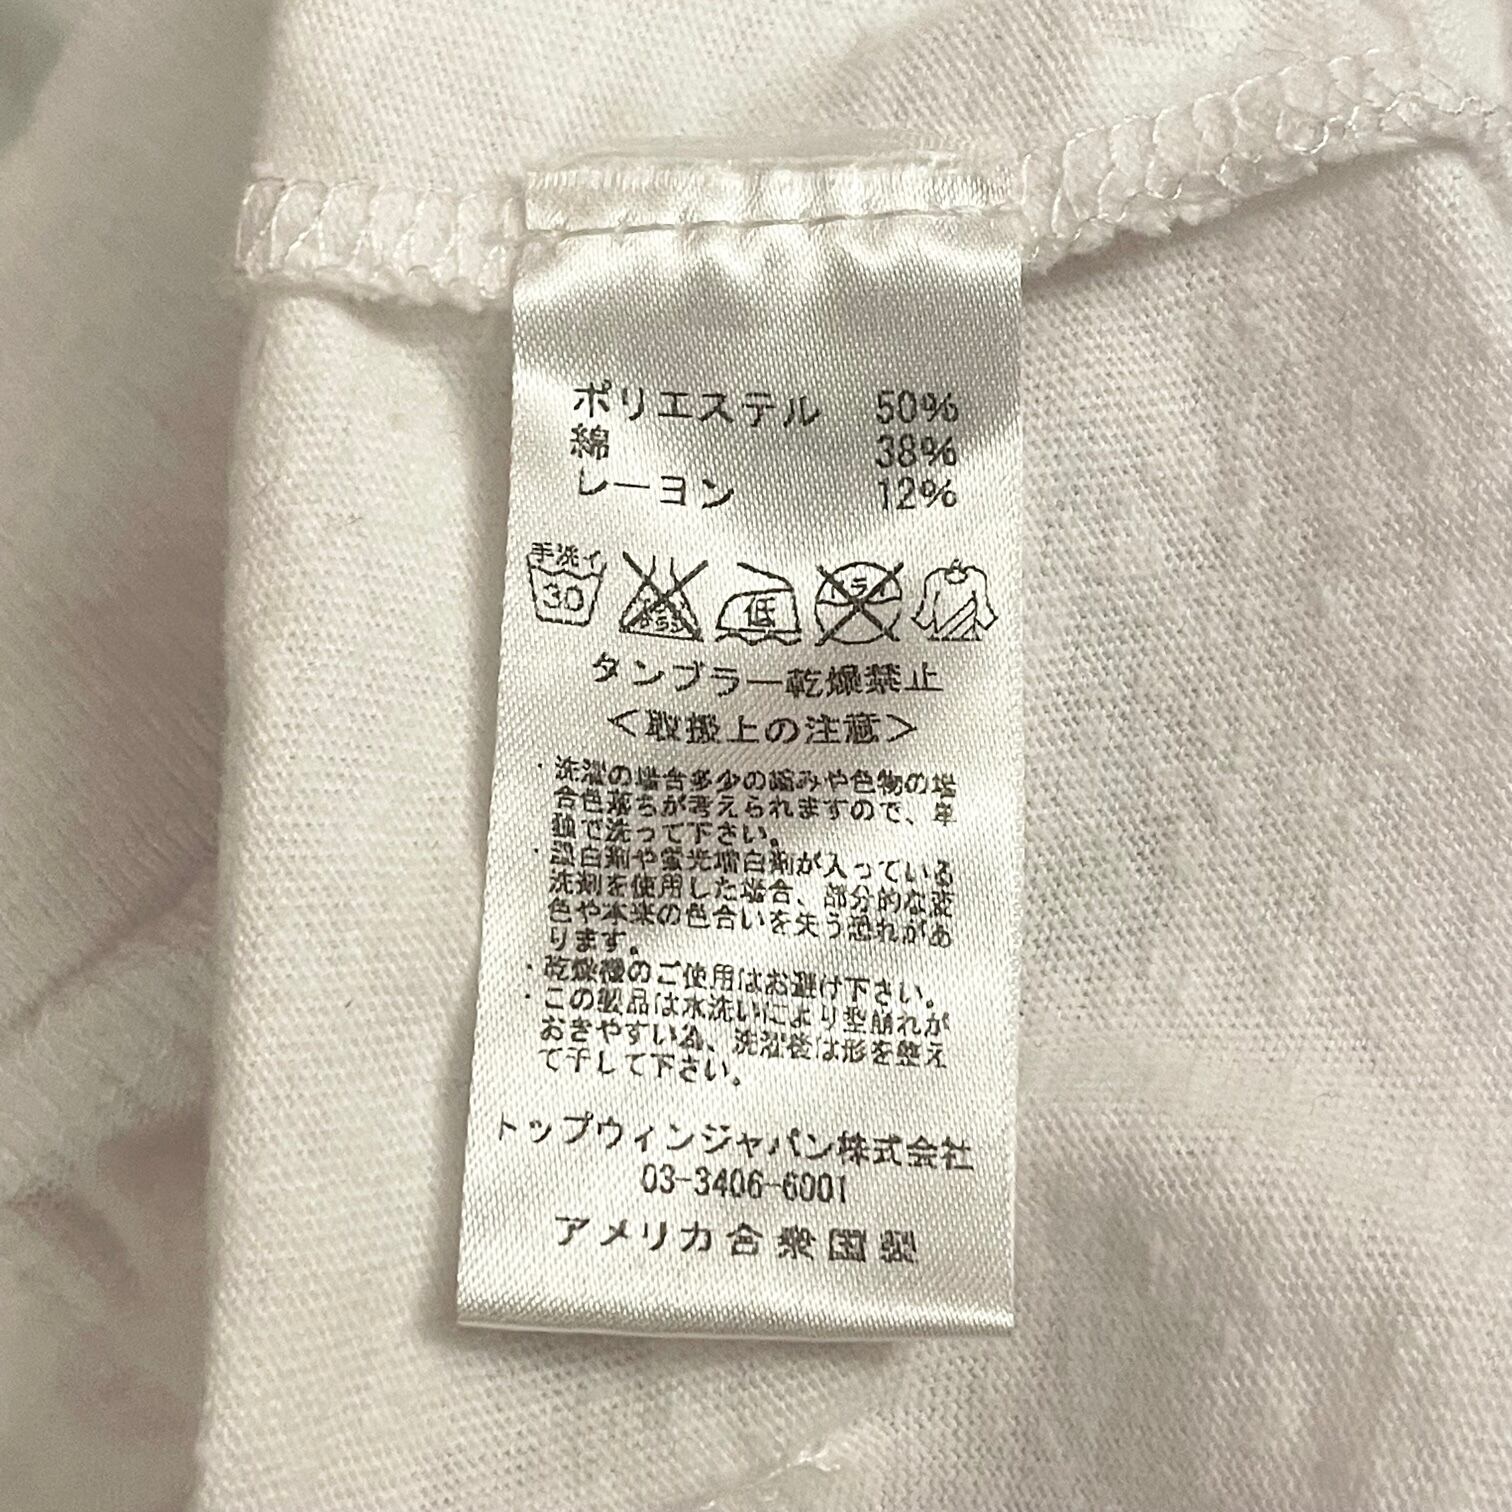 ポリエステル 50%
綿 38%
レーヨン 12%
手洗イ
30
エンソサラシ
低
ドライ
タンブラー乾燥禁止
＜取扱上の注意＞
・洗濯の場合多少の縮みや色物の場
合色落ちが考えられますので、単
独で洗って下さい。
・漂白剤や蛍光増白剤が入っている
洗剤を使用した場合、部分的な変
色や本来の色合いを失う恐れがあ
ります。
・乾燥機のご使用はお避け下さい。
・この製品は水洗いにより型崩れが
おきやすい為、洗濯後は形を整え
て干して下さい。
トップウィンジャパン株式会社
03-3406-6001
アメリカ合衆国製